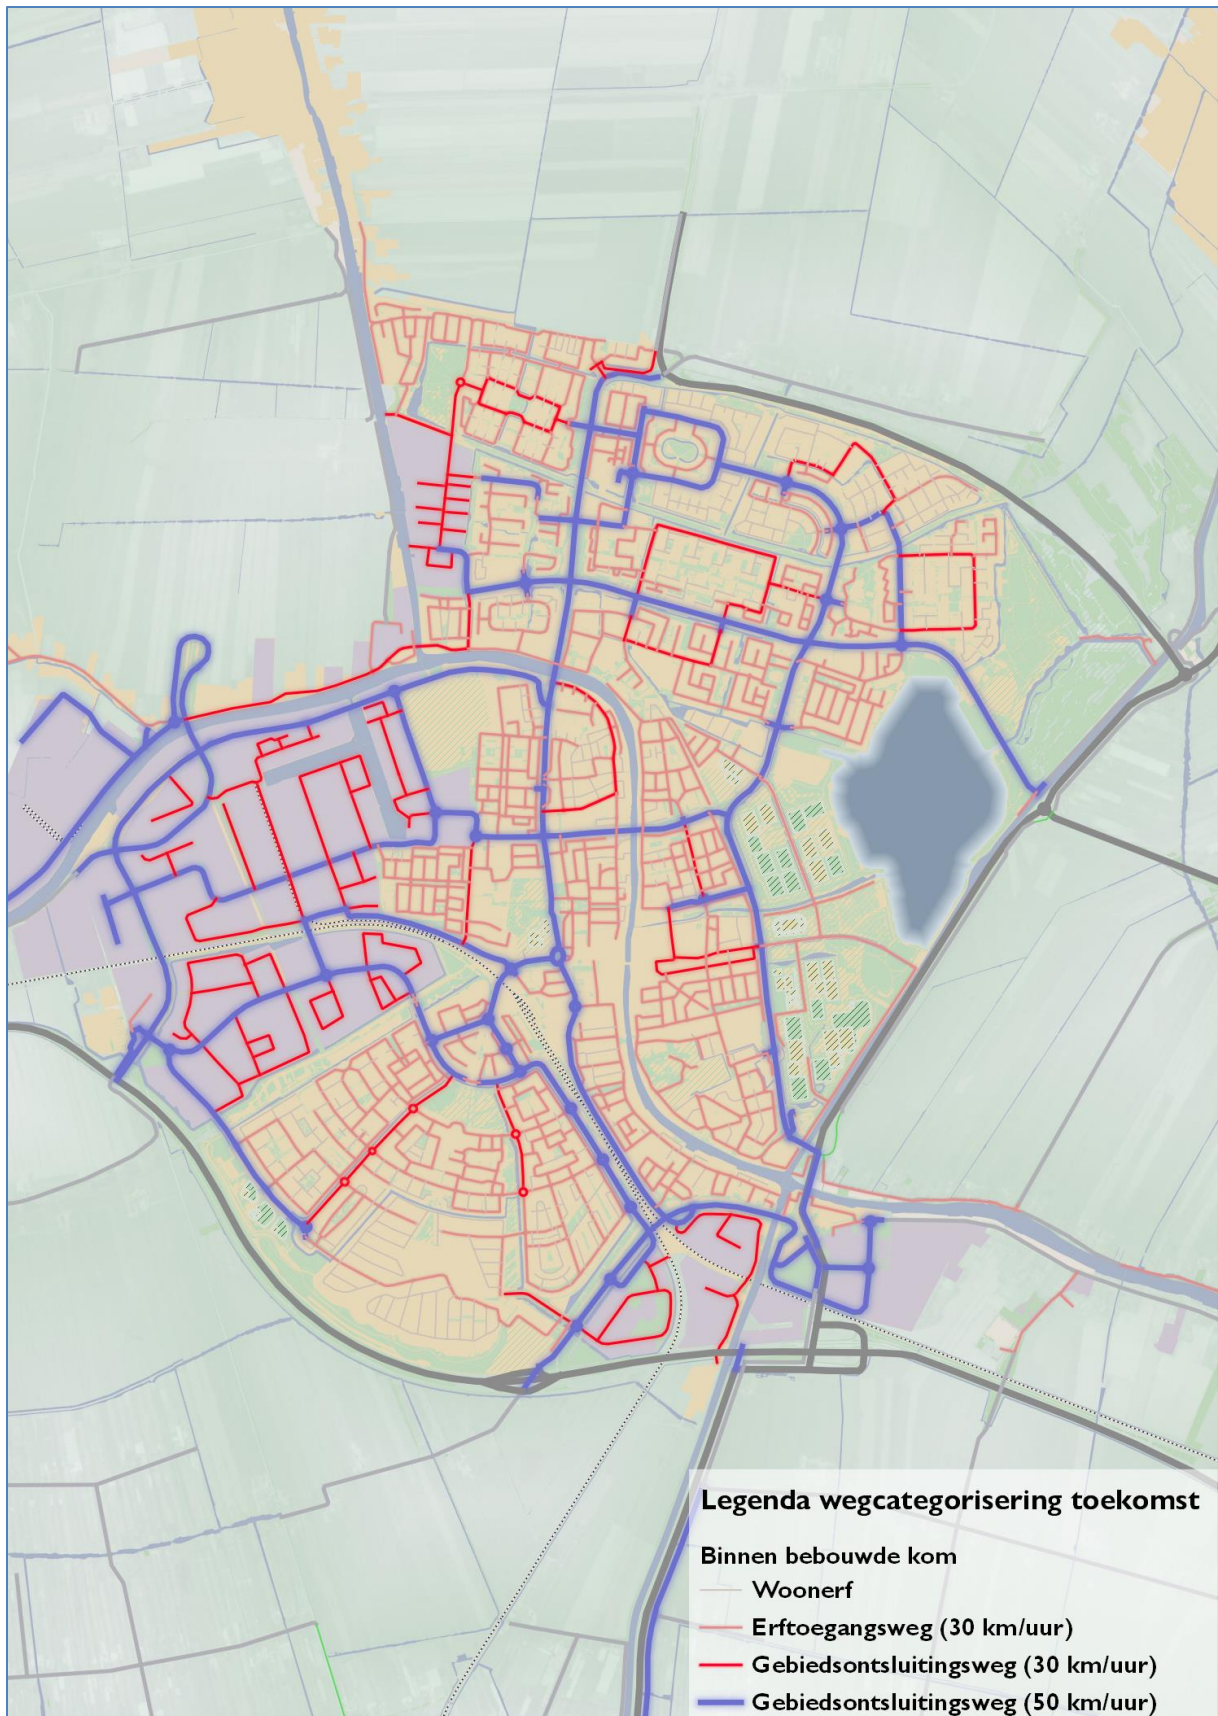 Legenda wegcategorisering toekomst
Binnen bebouwde kom
Woonerf
Erftoegangsweg (30 km/uur)
Gebiedsontsluitingsweg (30 km/uur)
Gebiedsontsluitingsweg (50 km/uur)